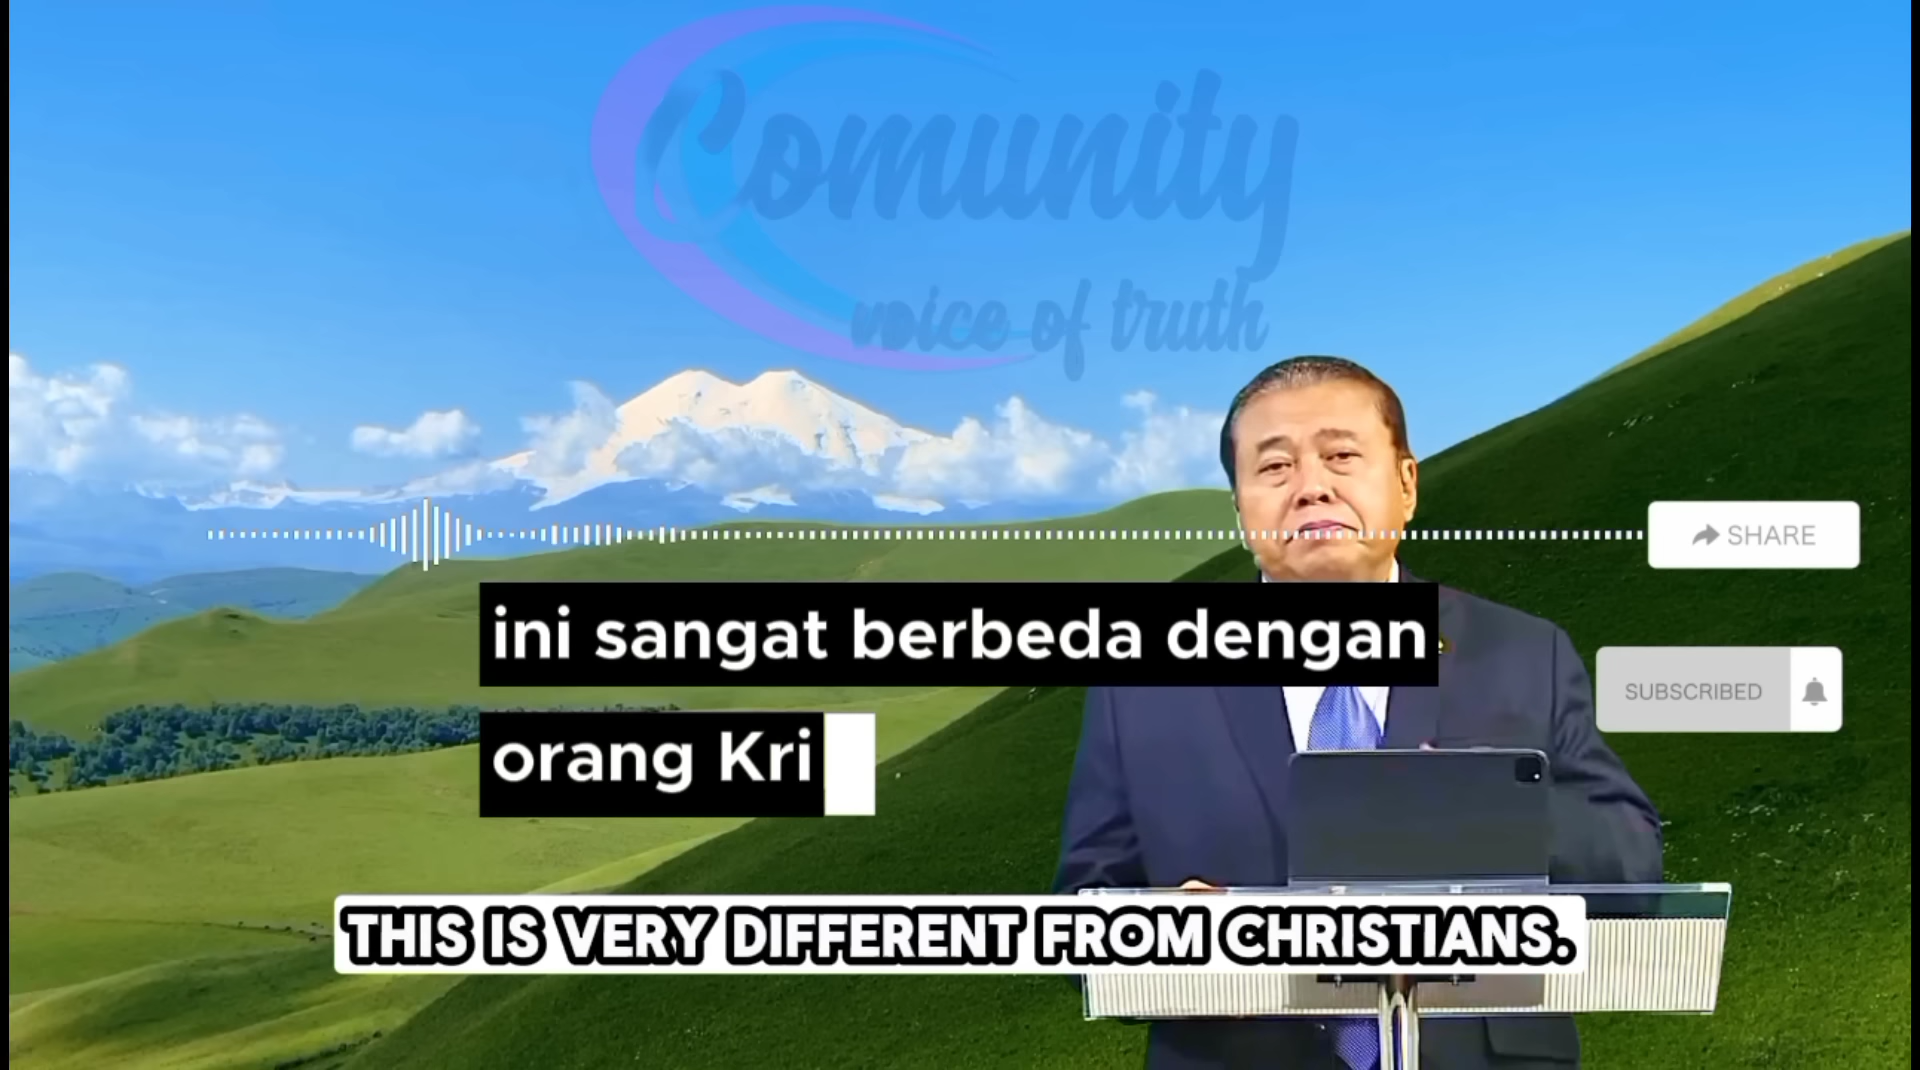 Comunity
voice of truth
SHARE
ini sangat berbeda dengan
orang Kri
SUBSCRIBED
THIS IS VERY DIFFERENT FROM CHRISTIANS.